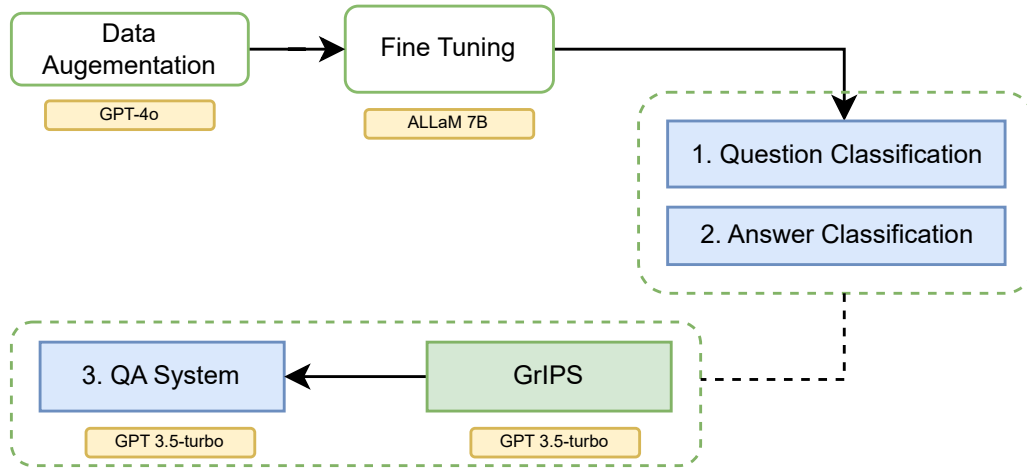 Data
Augementation
GPT-4o
Fine Tuning
ALLaM 7B
1. Question Classification
2. Answer Classification
3. QA System
GPT 3.5-turbo
GrIPS
GPT 3.5-turbo